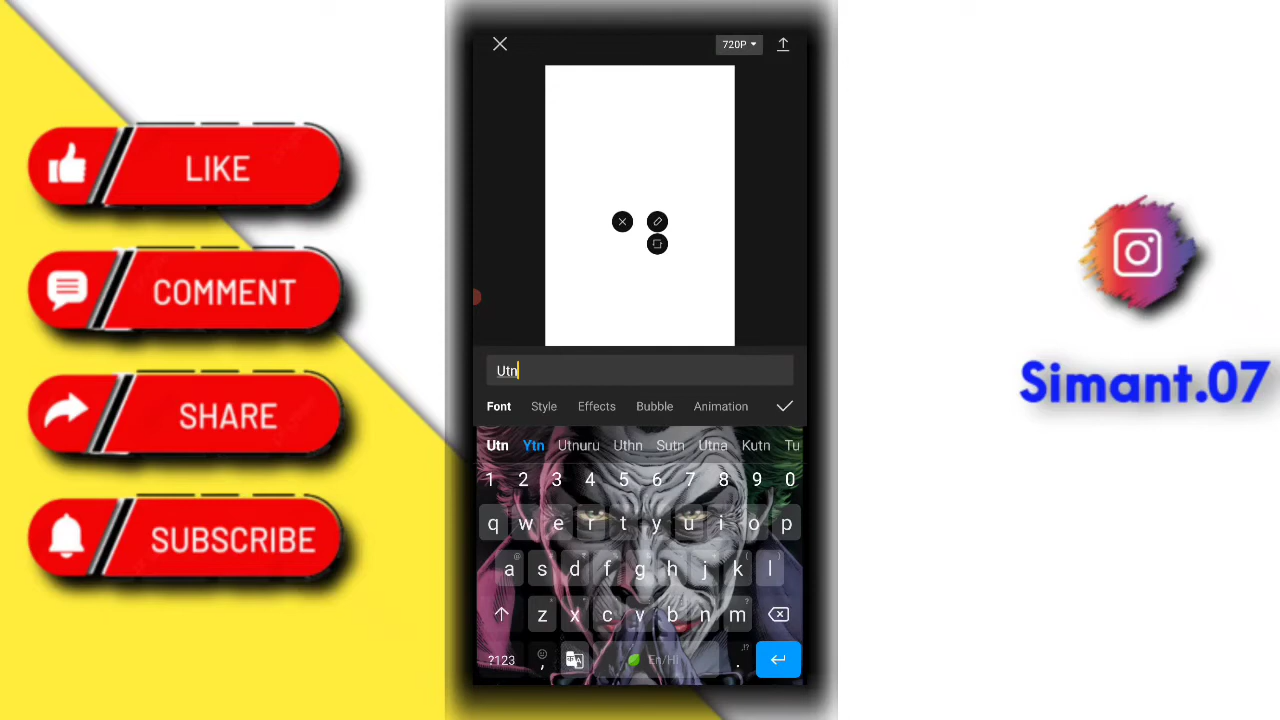 LIKE
COMMENT
SHARE
SUBSCRIBE
720P
Utn
Font Style Effects Bubble Animation
Utn Ytn Utnuru Uthn Sutn Utna Kutn Tu
1 2 3 4 5 6 7 8 9 0
q w e r t y u i o p
a s d f g h j k l
z x c v b n m
?123 , En/Hi .
Simant.07